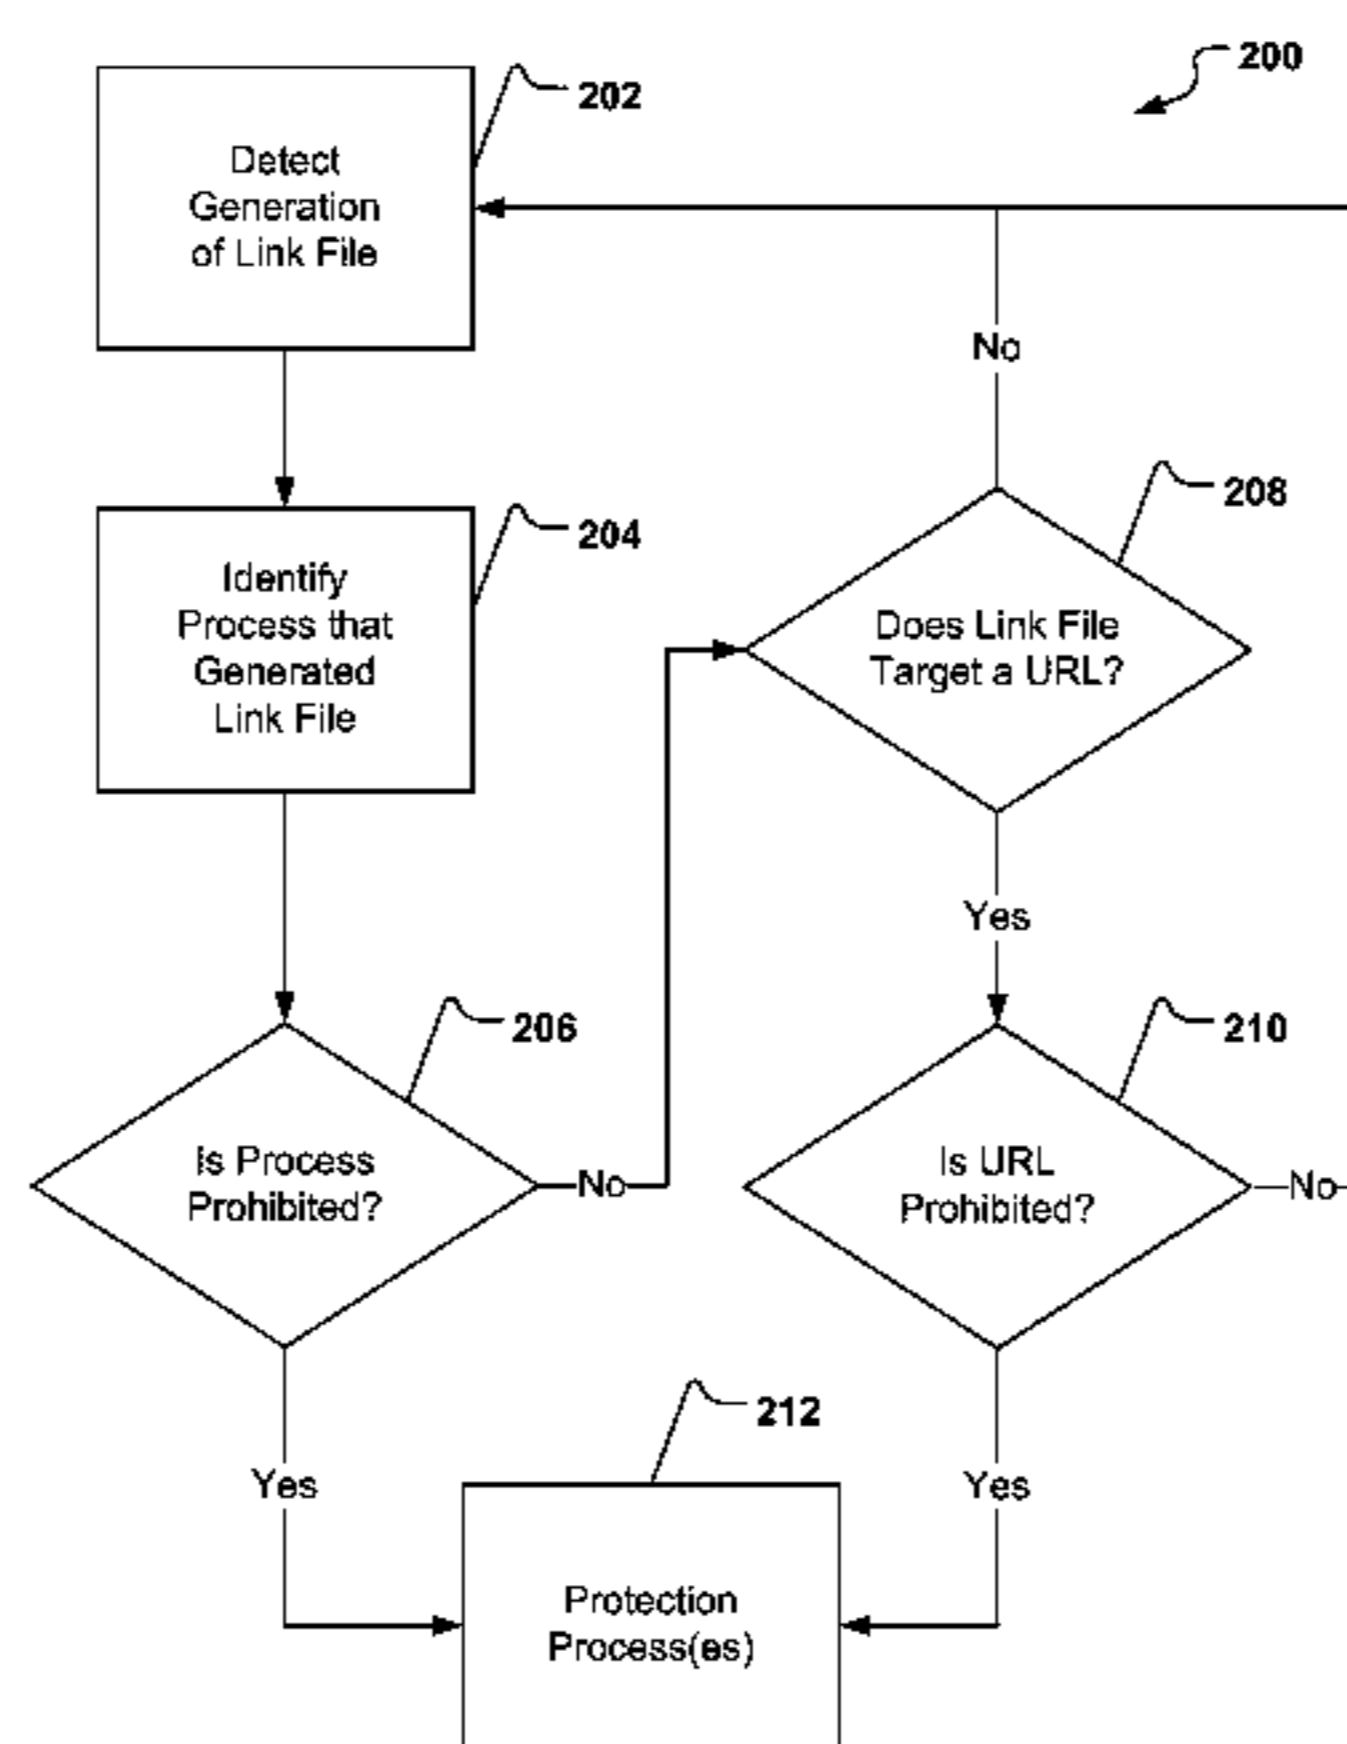 200
202
Detect
Generation
of Link File
No
204
Identify
Process that
Generated
Link File
208
Does Link File
Target a URL?
Yes
206
Is Process
Prohibited?
No
210
Is URL
Prohibited?
No
Yes
Yes
212
Protection
Process(es)